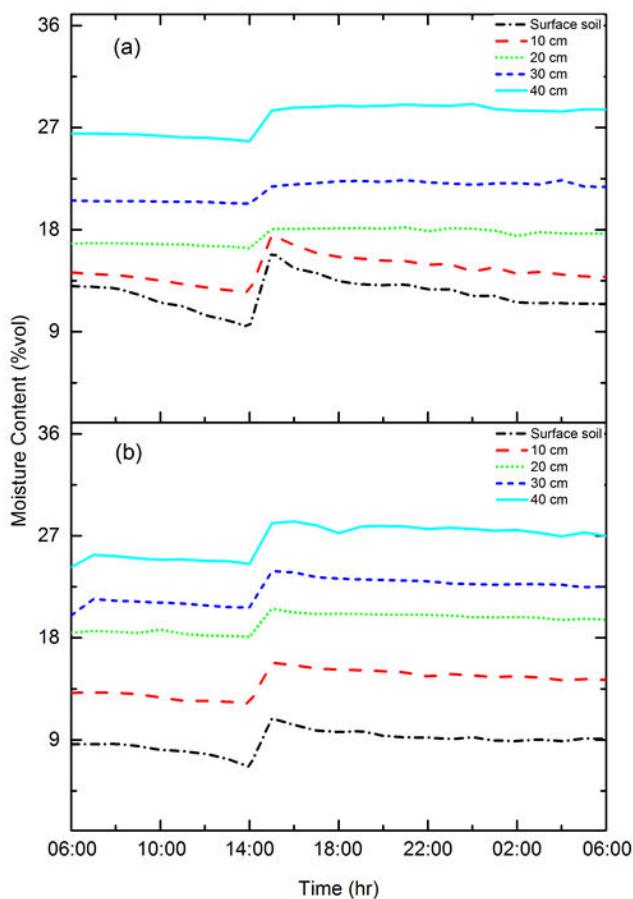 36
(a)
Surface soil
10 cm
20 cm
30 cm
40 cm
27
18
9
Moisture Content (%vol)
36
(b)
Surface soil
10 cm
20 cm
30 cm
40 cm
27
18
9
06:00 10:00 14:00 18:00 22:00 02:00 06:00
Time (hr)